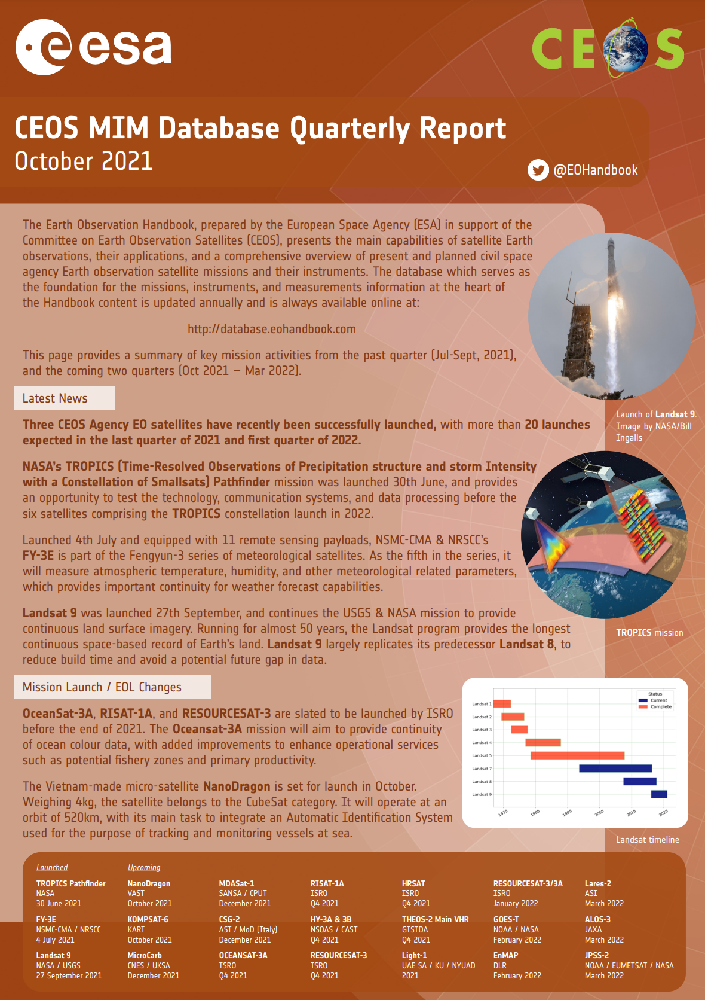 esa
CEOS
CEOS MIM Database Quarterly Report
October 2021
@EOHandbook
The Earth Observation Handbook, prepared by the European Space Agency (ESA) in support of the
Committee on Earth Observation Satellites (CEOS), presents the main capabilities of satellite Earth
observations, their applications, and a comprehensive overview of present and planned civil space
agency Earth observation satellite missions and their instruments. The database which serves as
the foundation for the missions, instruments, and measurements information at the heart of
the Handbook content is updated annually and is always available online at:
http://database.eohandbook.com
This page provides a summary of key mission activities from the past quarter (Jul-Sept, 2021),
and the coming two quarters (Oct 2021 – Mar 2022).
Latest News
Three CEOS Agency EO satellites have recently been successfully launched, with more than 20 launches
expected in the last quarter of 2021 and first quarter of 2022.
NASA's TROPICS (Time-Resolved Observations of Precipitation structure and storm Intensity
with a Constellation of Smallsats) Pathfinder mission was launched 30th June, and provides
an opportunity to test the technology, communication systems, and data processing before the
six satellites comprising the TROPICS constellation launch in 2022.
Launched 4th July and equipped with 11 remote sensing payloads, NSMC-CMA & NRSCC's
FY-3E is part of the Fengyun-3 series of meteorological satellites. As the fifth in the series, it
will measure atmospheric temperature, humidity, and other meteorological related parameters,
which provides important continuity for weather forecast capabilities.
Landsat 9 was launched 27th September, and continues the USGS & NASA mission to provide
continuous land surface imagery. Running for almost 50 years, the Landsat program provides the longest
continuous space-based record of Earth's land. Landsat 9 largely replicates its predecessor Landsat 8, to
reduce build time and avoid a potential future gap in data.
Launch of Landsat 9.
Image by NASA/Bill
Ingalls
TROPICS mission
Mission Launch / EOL Changes
OceanSat-3A, RISAT-1A, and RESOURCESAT-3 are slated to be launched by ISRO
before the end of 2021. The Oceansat-3A mission will aim to provide continuity
of ocean colour data, with added improvements to enhance operational services
such as potential fishery zones and primary productivity.
The Vietnam-made micro-satellite NanoDragon is set for launch in October.
Weighing 4kg, the satellite belongs to the CubeSat category. It will operate at an
orbit of 520km, with its main task to integrate an Automatic Identification System
used for the purpose of tracking and monitoring vessels at sea.
Status
Current
Complete
Landsat 1
Landsat 2
Landsat 3
Landsat 4
Landsat 5
Landsat 7
Landsat 8
Landsat 9
1975 1985 1995 2005 2015 2025
Landsat timeline
Launched
TROPICS Pathfinder
NASA
30 June 2021
FY-3E
NSMC-CMA / NRSCC
4 July 2021
Landsat 9
NASA / USGS
27 September 2021
Upcoming
NanoDragon
VAST
October 2021
KOMPSAT-6
KARI
October 2021
MicroCarb
CNES / UKSA
December 2021
MDASat-1
SANSA / CPUT
December 2021
CSG-2
ASI / MoD (Italy)
December 2021
OCEANSAT-3A
ISRO
Q4 2021
RISAT-1A
ISRO
Q4 2021
HY-3A & 3B
NSOAS / CAST
Q4 2021
RESOURCESAT-3
ISRO
Q4 2021
HRSAT
ISRO
Q4 2021
THEOS-2 Main VHR
GISTDA
Q4 2021
Light-1
UAE SA / KU / NYUAD
2021
RESOURCESAT-3/3A
ISRO
January 2022
GOES-T
NOAA / NASA
February 2022
EnMAP
DLR
February 2022
Lares-2
ASI
March 2022
ALOS-3
JAXA
March 2022
JPSS-2
NOAA / EUMETSAT / NASA
March 2022